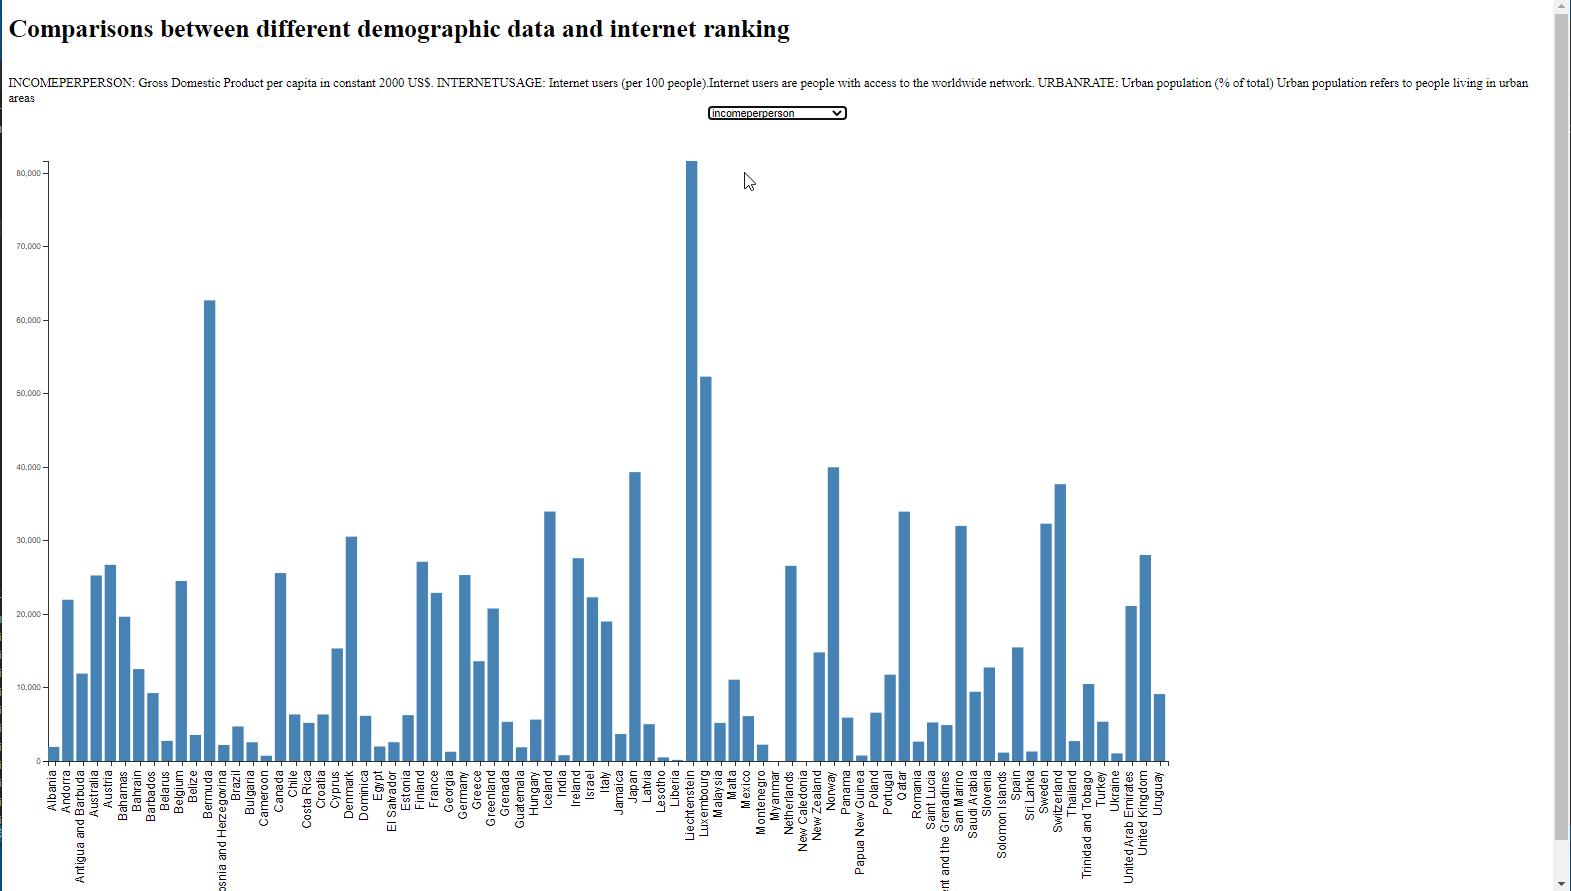 Comparisons between different demographic data and internet ranking
INCOMEPERPERSON: Gross Domestic Product per capita in constant 2000 US$. INTERNETUSAGE: Internet users (per 100 people).Internet users are people with access to the worldwide network. URBANRATE: Urban population (% of total) Urban population refers to people living in urban
areas
incomeperperson
80,000
70,000
60,000
50,000
40,000
30,000
20,000
10,000
0
Albania
Andorra
Antigua and Barbuda
Australia
Austria
Bahamas
Bahrain
Barbados
Belarus
Belgium
Belize
Bermuda
osnia and Herzegovina
Brazil
Bulgaria
Cameroon
Canada
Chile
Costa Rica
Croatia
Cyprus
Denmark
Dominica
Egypt
El Salvador
Estonia
Finland
France
Georgia
Germany
Greece
Greenland
Grenada
Guatemala
Hungary
Iceland
India
Ireland
Israel
Italy
Jamaica
Japan
Latvia
Lesotho
Liberia
Liechtenstein
Luxembourg
Malaysia
Malta
Mexico
Montenegro
Myanmar
Netherlands
New Caledonia
New Zealand
Norway
Panama
Papua New Guinea
Poland
Portugal
Qatar
Romania
Saint Lucia
nt and the Grenadines
San Marino
Saudi Arabia
Slovenia
Solomon Islands
Spain
Sri Lanka
Sweden
Switzerland
Thailand
Trinidad and Tobago
Turkey
Ukraine
United Arab Emirates
United Kingdom
Uruguay